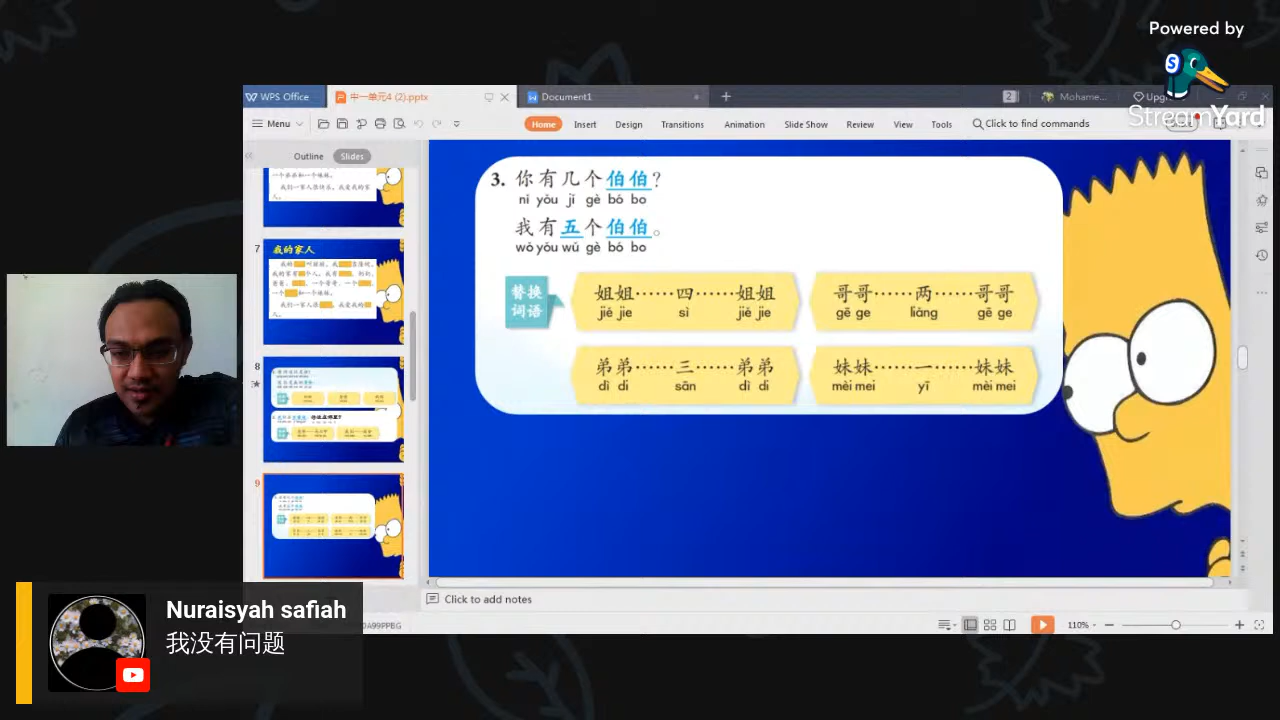 Powered by
StreamYard
WPS Office
中一单元4 (2).pptx
Document1
2
Mohame...
Upgr
Menu
Home
Insert
Design
Transitions
Animation
Slide Show
Review
View
Tools
Click to find commands
Outline
Slides
7
我的家人
8
9
3. 你有几个伯伯?
nǐ yǒu jǐ gè bó bo
我有五个伯伯。
wǒ yǒu wǔ gè bó bo
替换
词语
姐姐……四……姐姐
jiě jie sì jiě jie
哥哥……两……哥哥
gē ge liǎng gē ge
弟弟……三……弟弟
dì di sān dì di
妹妹……一……妹妹
mèi mei yī mèi mei
Click to add notes
110%
Nuraisyah safiah
我没有问题